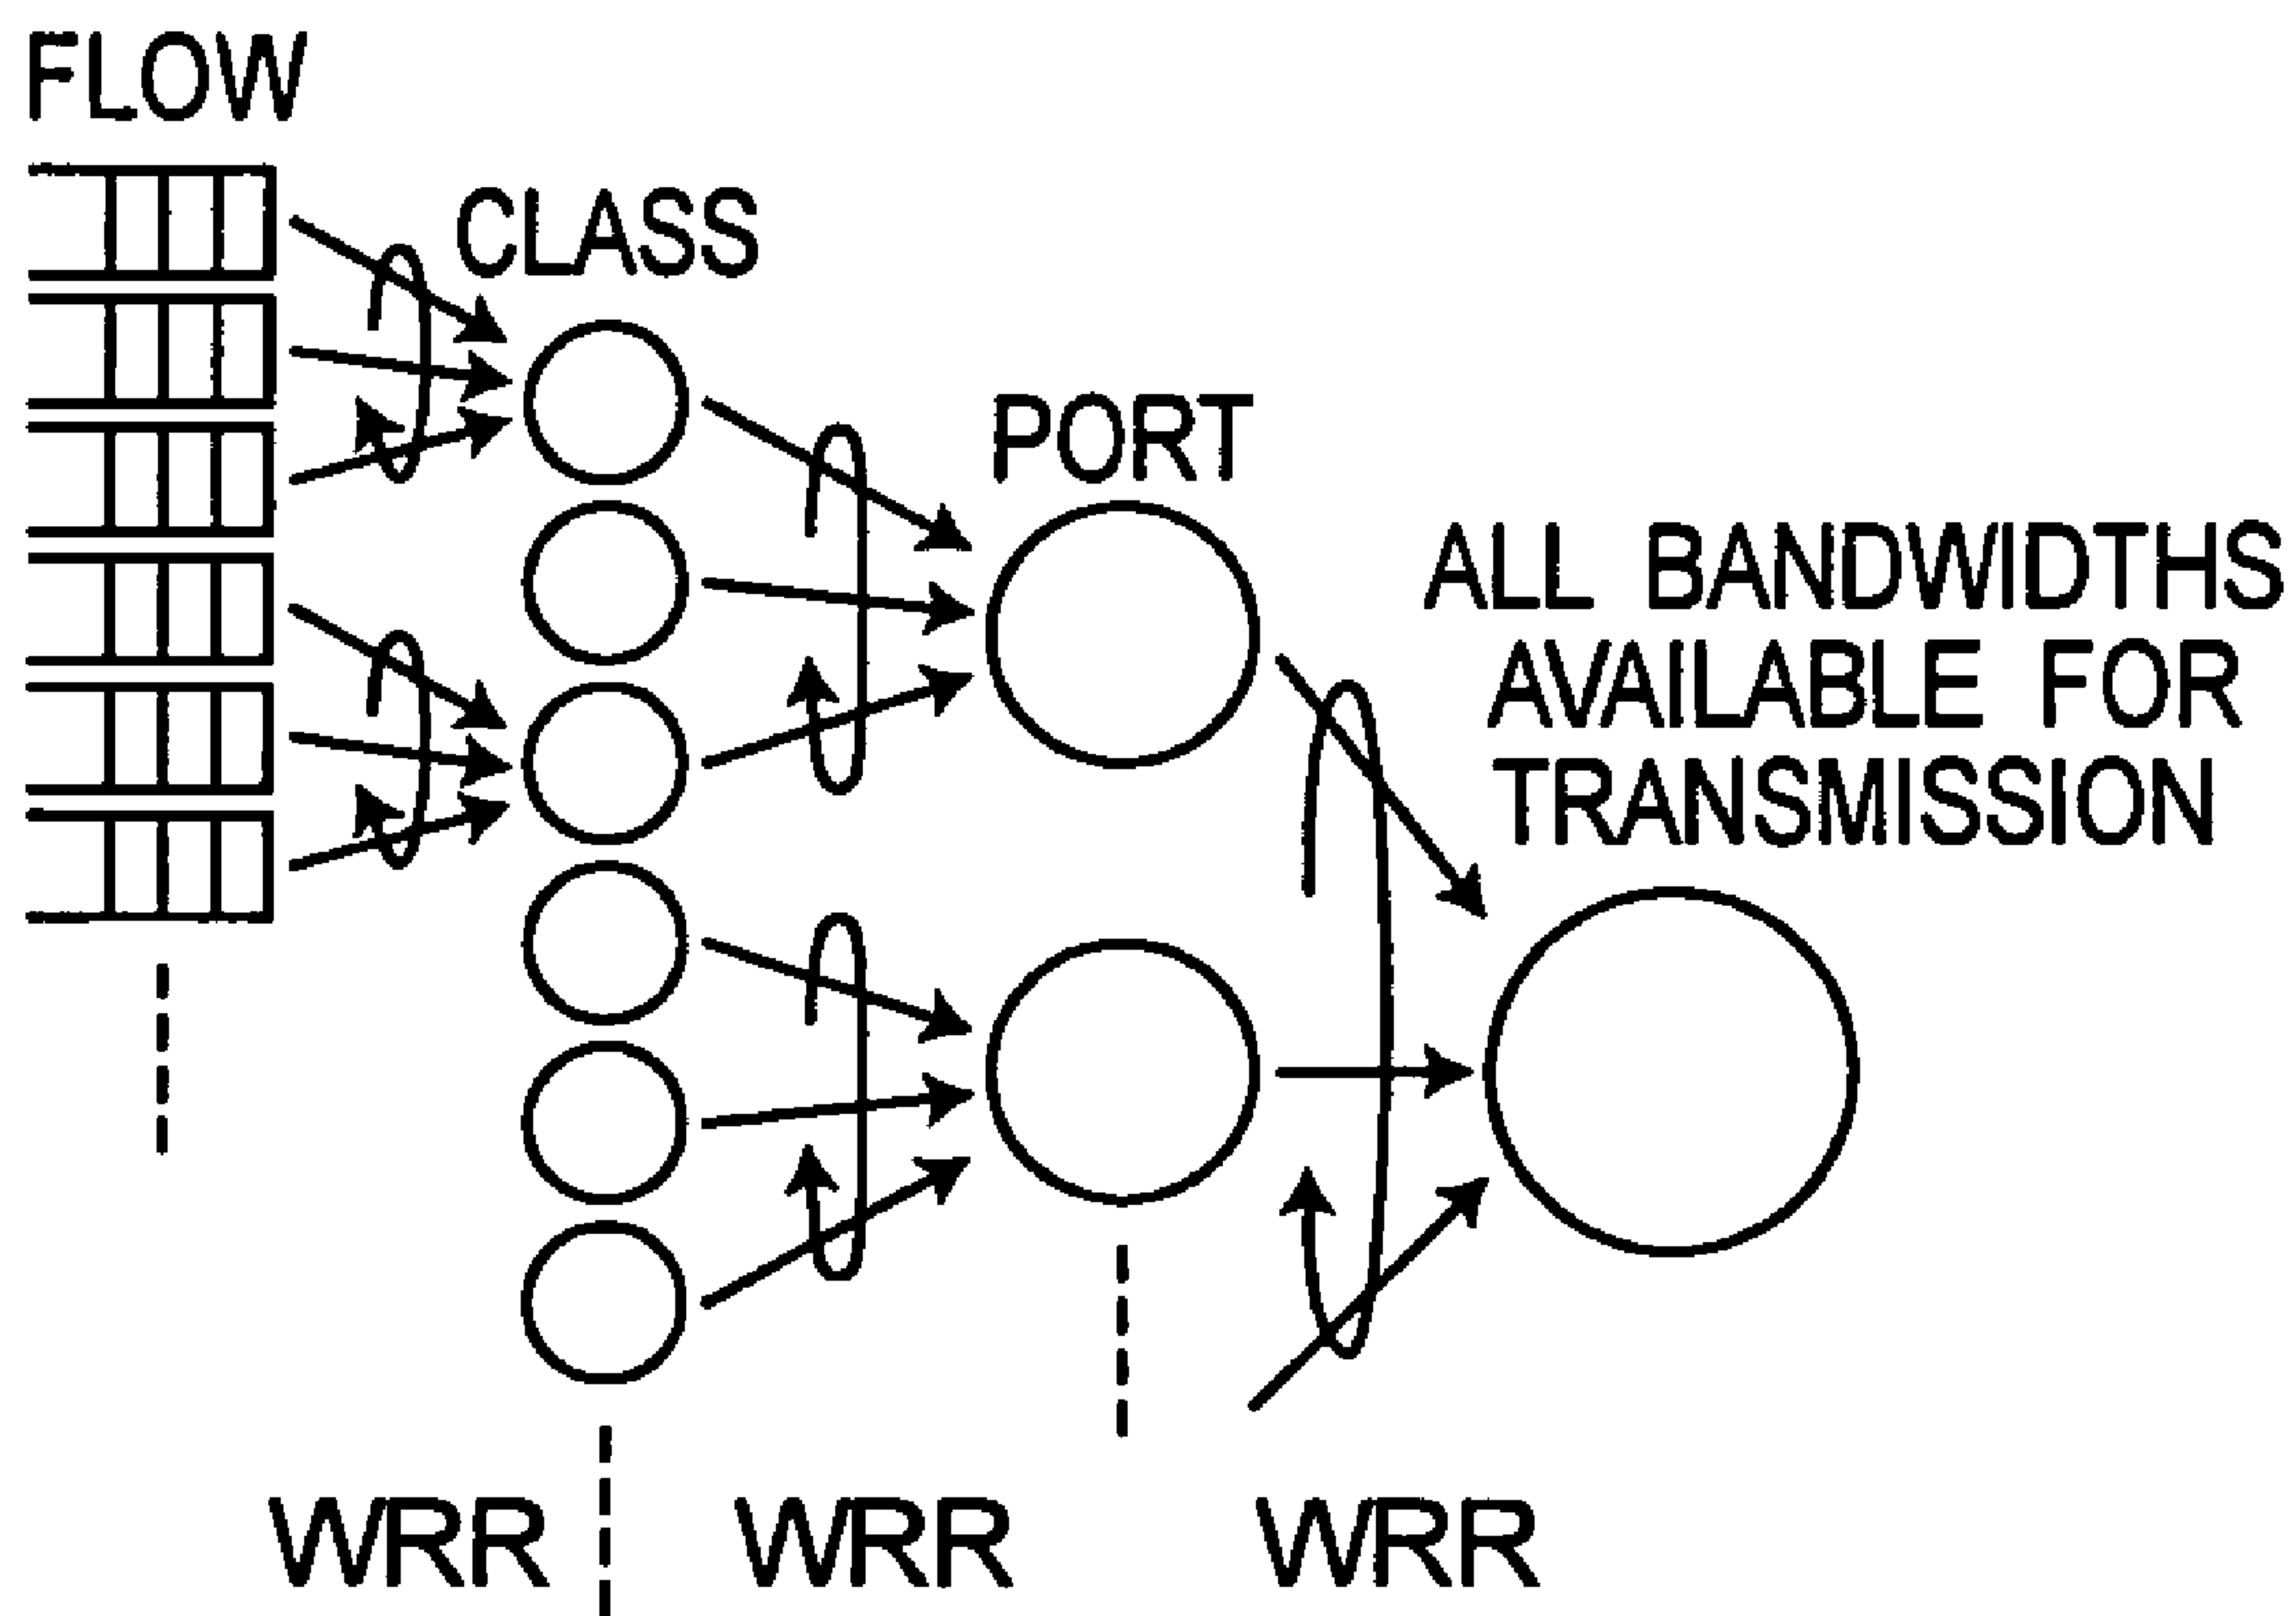 FLOW
CLASS
PORT
ALL BANDWIDTHS
AVAILABLE FOR
TRANSMISSION
WRR
WRR
WRR